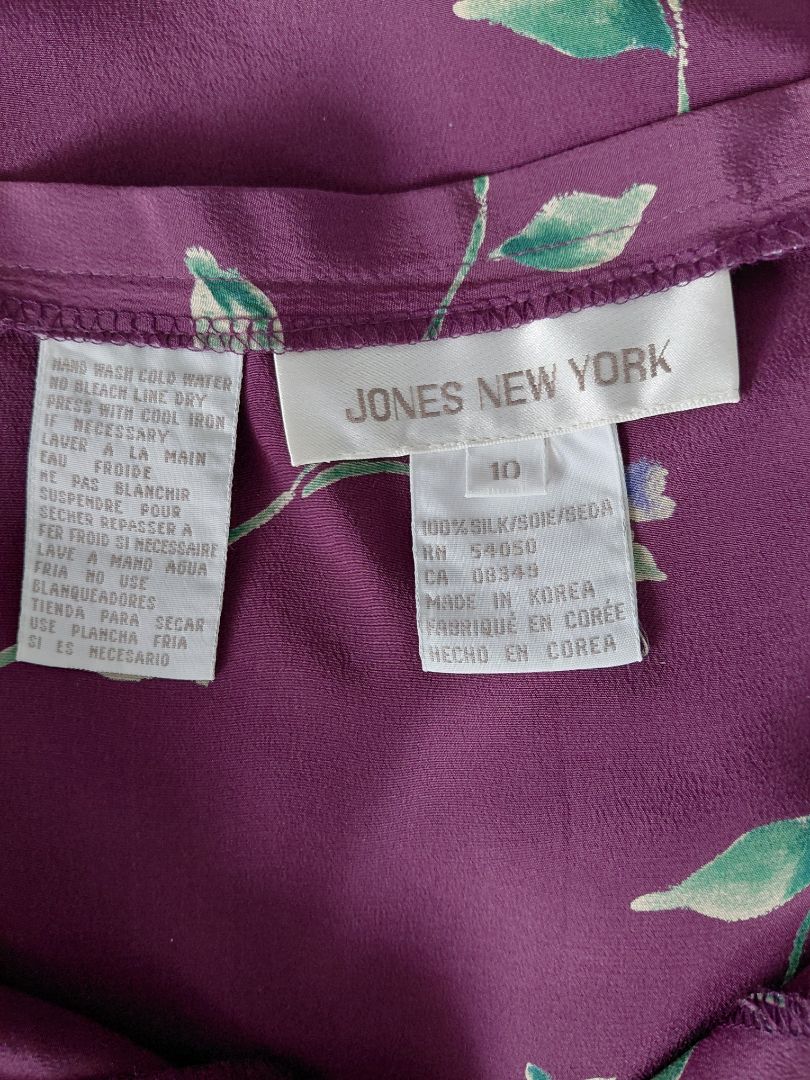 HAND WASH COLD WATER
NO BLEACH LINE DRY
PRESS WITH COOL IRON
IF NECESSARY
LAVER À LA MAIN
EAU FROIDE
NE PAS BLANCHIR
SUSPENDRE POUR
SECHER REPASSER A
FER FROID SI NECESSAIRE
LAVE A MANO AGUA
FRIA NO USE
BLANQUEADORES
TIENDA PARA SECAR
USE PLANCHA FRIA
SI ES NECESARIO
JONES NEW YORK
10
100% SILK/SOIE/SEDA
RN 54050
CA 08349
MADE IN KOREA
FABRIQUÉ EN CORÉE
HECHO EN COREA